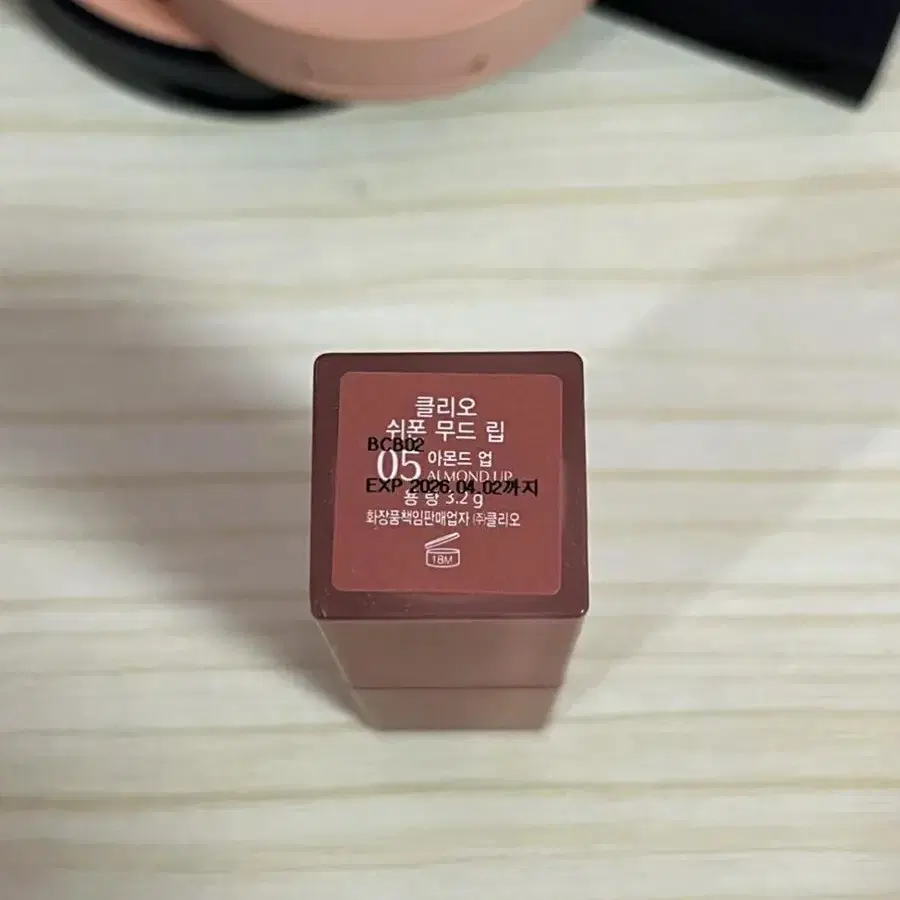 클리오
쉬폰 무드 립
BCB02
05 아몬드 업
ALMOND UP
EXP 2026.04.02까지
용량 3.2g
화장품책임판매업자 ㈜클리오
18M